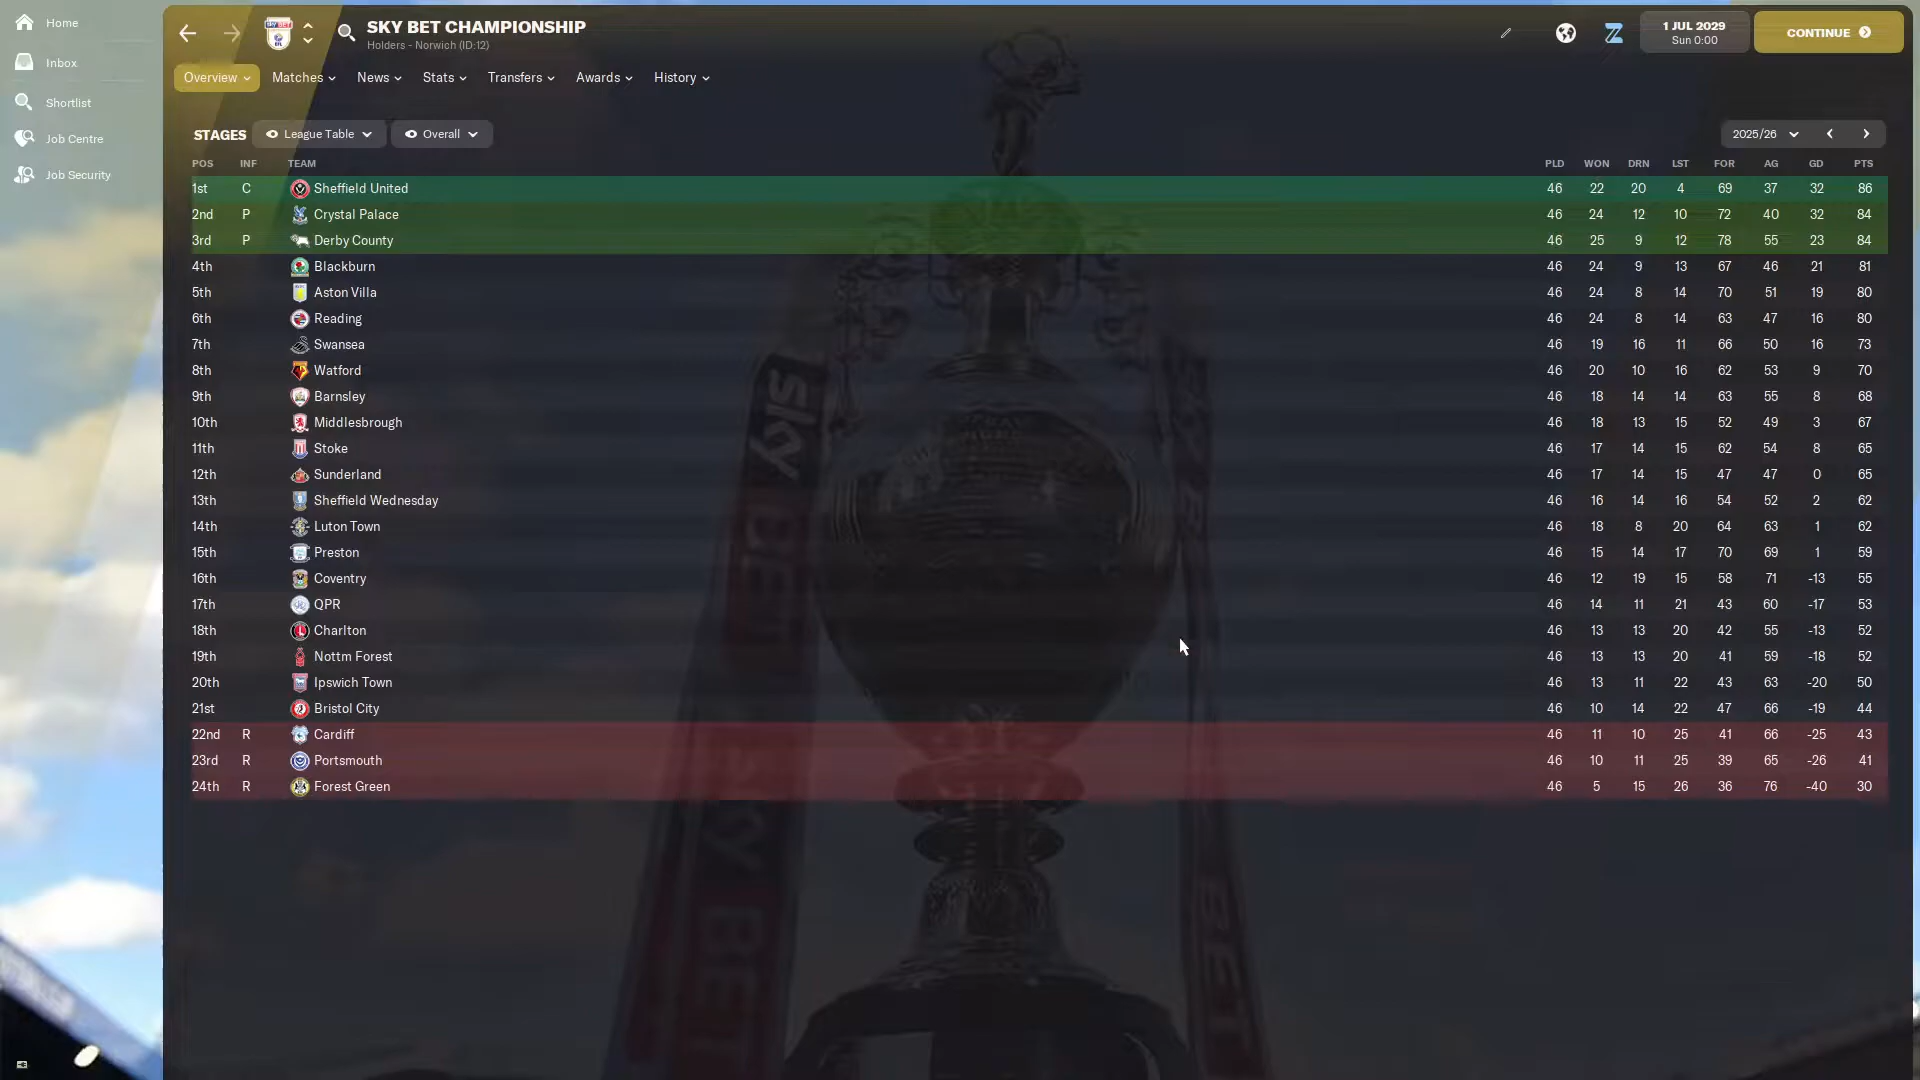 Home
Inbox
Shortlist
Job Centre
Job Security
SKY BET CHAMPIONSHIP
Holders - Norwich (ID:12)
1 JUL 2029
Sun 0:00
CONTINUE
Overview Matches News Stats Transfers Awards History
STAGES League Table Overall 2025/26
POS INF TEAM PLD WON DRN LST FOR AG GD PTS
1st C Sheffield United 46 22 20 4 69 37 32 86
2nd P Crystal Palace 46 24 12 10 72 40 32 84
3rd P Derby County 46 25 9 12 78 55 23 84
4th Blackburn 46 24 9 13 67 46 21 81
5th Aston Villa 46 24 8 14 70 51 19 80
6th Reading 46 24 8 14 63 47 16 80
7th Swansea 46 19 16 11 66 50 16 73
8th Watford 46 20 10 16 62 53 9 70
9th Barnsley 46 18 14 14 63 55 8 68
10th Middlesbrough 46 18 13 15 52 49 3 67
11th Stoke 46 17 14 15 62 54 8 65
12th Sunderland 46 17 14 15 47 47 0 65
13th Sheffield Wednesday 46 16 14 16 54 52 2 62
14th Luton Town 46 18 8 20 64 63 1 62
15th Preston 46 15 14 17 70 69 1 59
16th Coventry 46 12 19 15 58 71 -13 55
17th QPR 46 14 11 21 43 60 -17 53
18th Charlton 46 13 13 20 42 55 -13 52
19th Nottm Forest 46 13 13 20 41 59 -18 52
20th Ipswich Town 46 13 11 22 43 63 -20 50
21st Bristol City 46 10 14 22 47 66 -19 44
22nd R Cardiff 46 11 10 25 41 66 -25 43
23rd R Portsmouth 46 10 11 25 39 65 -26 41
24th R Forest Green 46 5 15 26 36 76 -40 30
sky
BET
BET